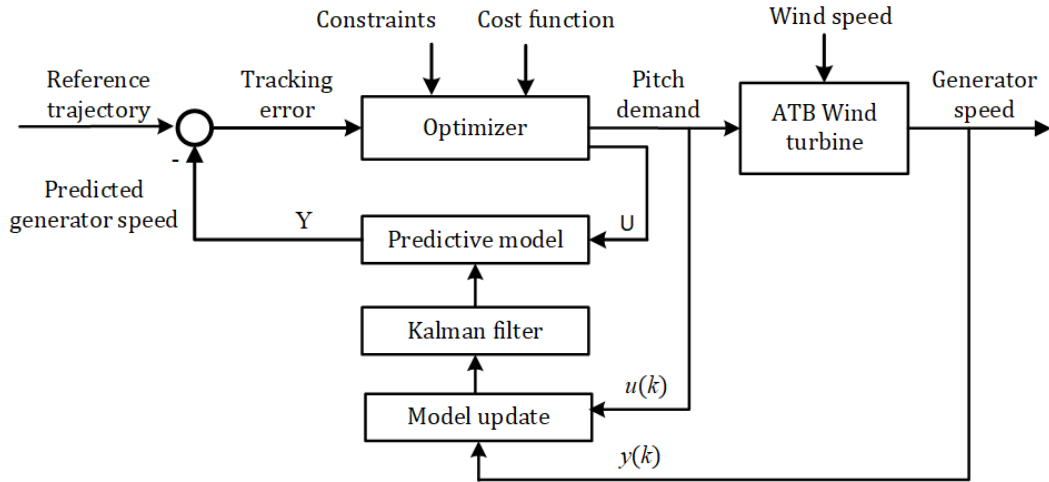 Constraints
Cost function
Wind speed
Reference
trajectory
Tracking
error
Optimizer
Pitch
demand
ATB Wind
turbine
Generator
speed
-
Predicted
generator speed
Y
Predictive model
U
Kalman filter
Model update
u(k)
y(k)